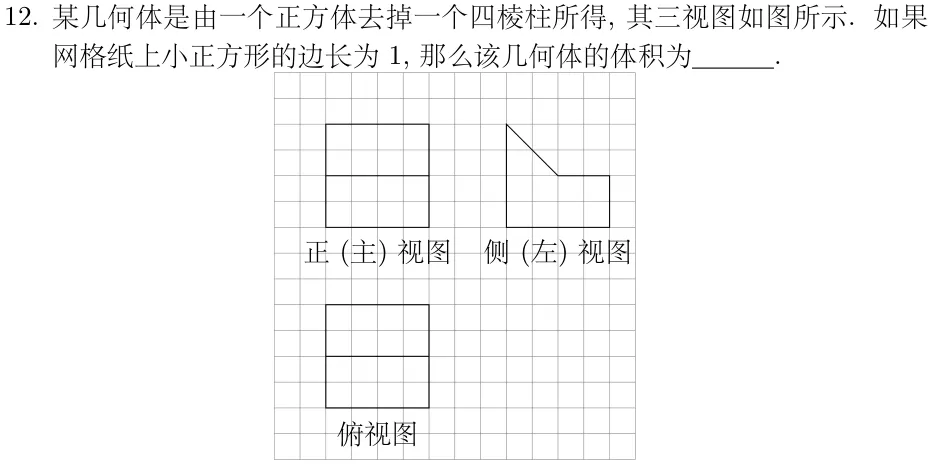 12. 某几何体是由一个正方体去掉一个四棱柱所得, 其三视图如图所示. 如果
网格纸上小正方形的边长为 1, 那么该几何体的体积为______.
正 (主) 视图 侧 (左) 视图
俯视图